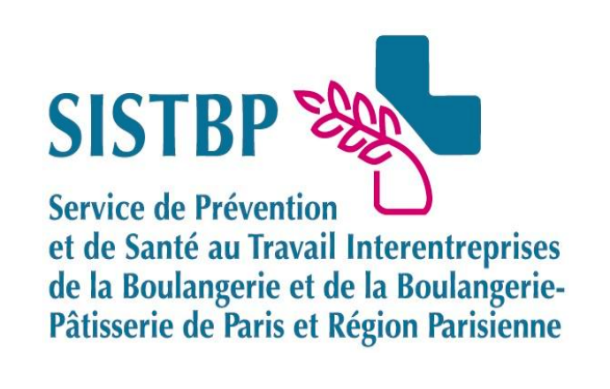 SISTBP
Service de Prévention
et de Santé au Travail Interentreprises
de la Boulangerie et de la Boulangerie-
Pâtisserie de Paris et Région Parisienne